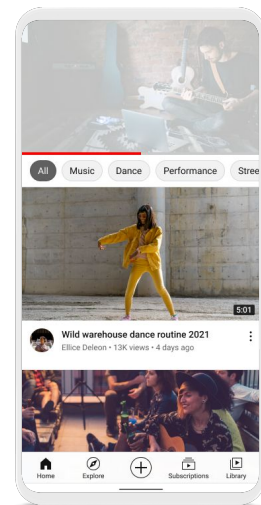 All Music Dance Performance Stree
5:01
Wild warehouse dance routine 2021
Ellice Deleon • 13K views • 4 days ago
Home Explore Subscriptions Library